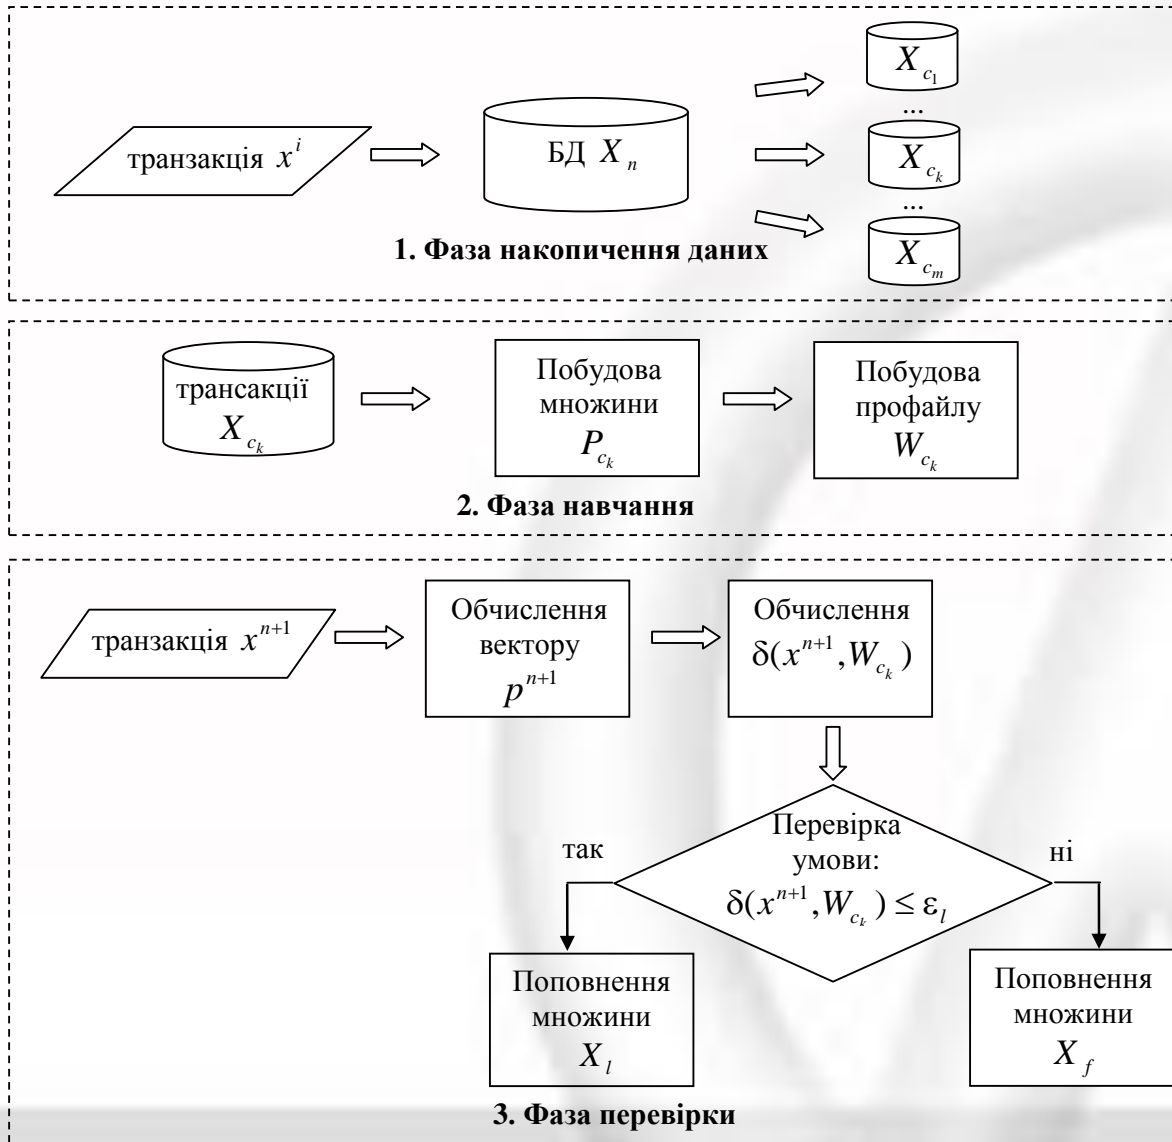 транзакція x^i
БД X_n
X_{c_1}
...
X_{c_k}
...
X_{c_m}
1. Фаза накопичення даних
трансакції
X_{c_k}
Побудова
множини
P_{c_k}
Побудова
профайлу
W_{c_k}
2. Фаза навчання
транзакція x^{n+1}
Обчислення
вектору
p^{n+1}
Обчислення
δ(x^{n+1}, W_{c_k})
Перевірка
умови:
δ(x^{n+1}, W_{c_k}) ≤ ε_l
так
ні
Поповнення
множини
X_l
Поповнення
множини
X_f
3. Фаза перевірки